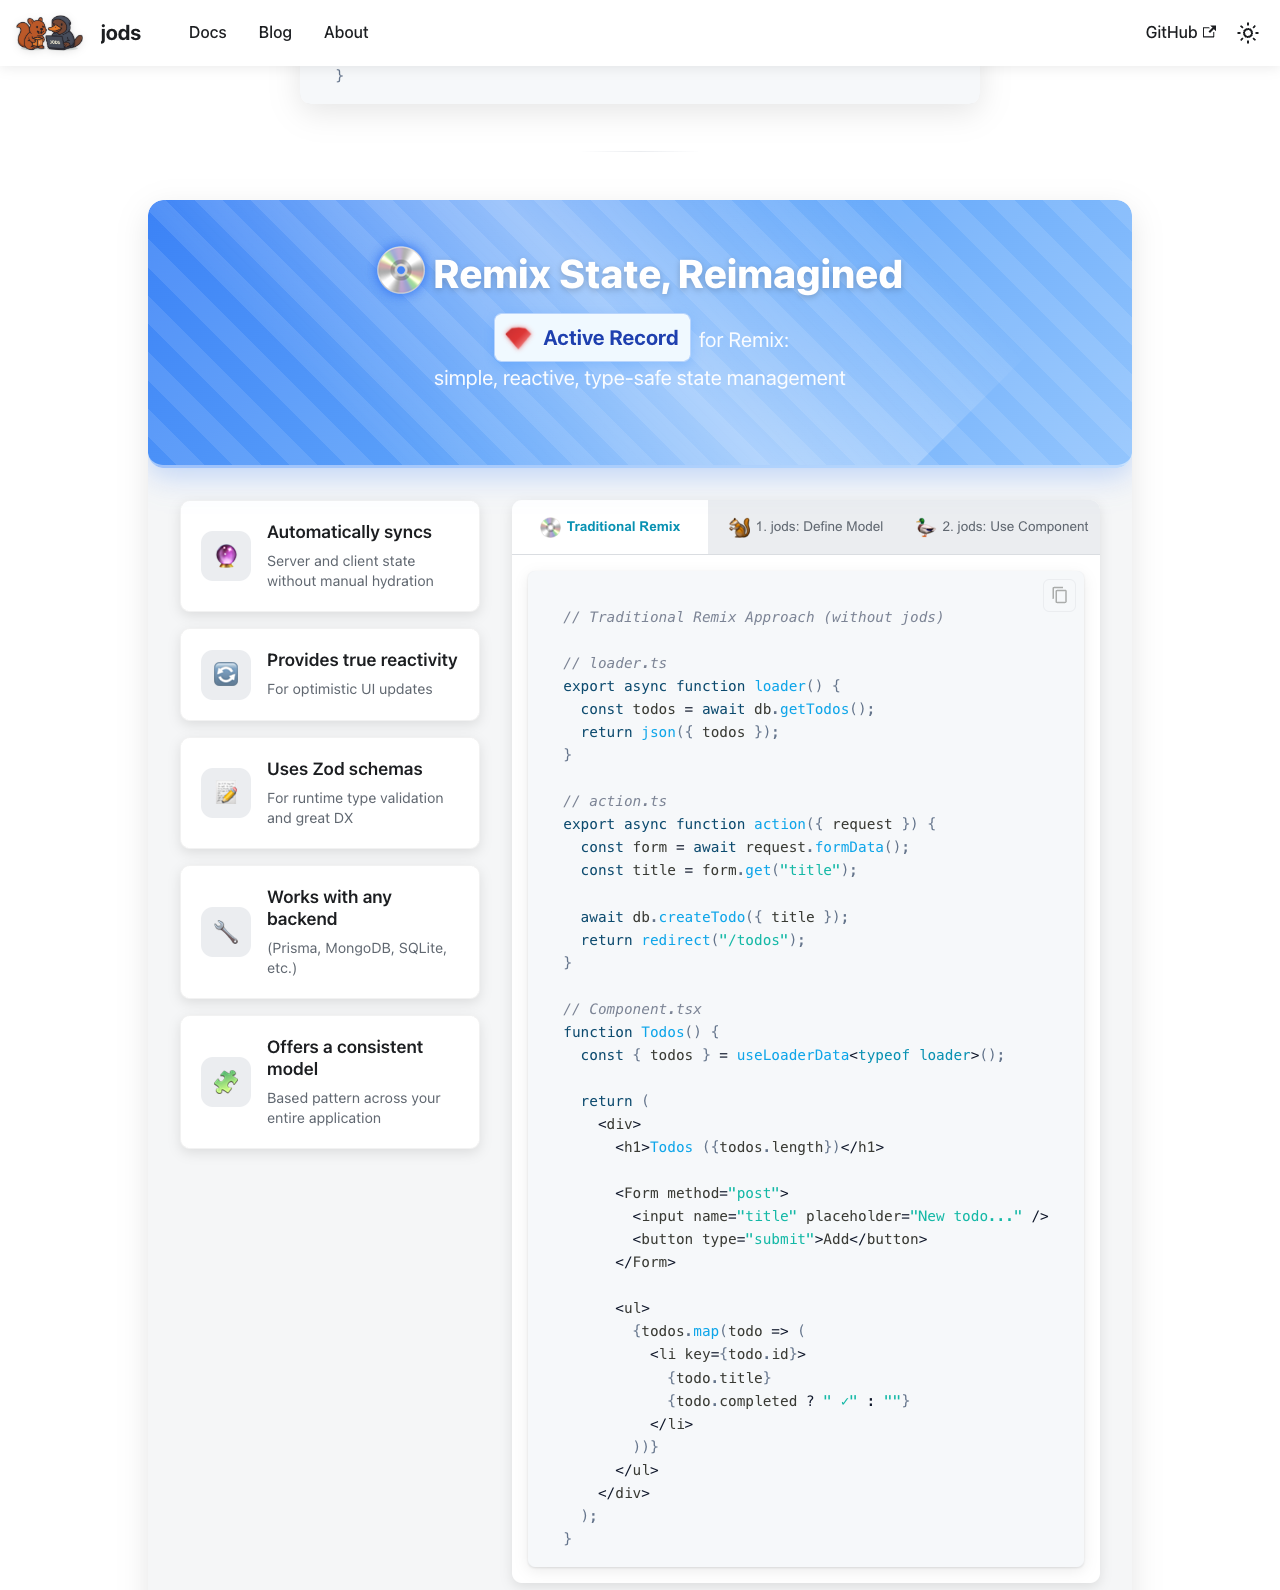 jods
Docs
Blog
About
GitHub
}
Remix State, Reimagined
Active Record for Remix:
simple, reactive, type-safe state management
Automatically syncs
Server and client state
without manual hydration
Provides true reactivity
For optimistic UI updates
Uses Zod schemas
For runtime type validation
and great DX
Works with any
backend
(Prisma, MongoDB, SQLite,
etc.)
Offers a consistent
model
Based pattern across your
entire application
Traditional Remix
1. jods: Define Model
2. jods: Use Component
// Traditional Remix Approach (without jods)
// loader.ts
export async function loader() {
  const todos = await db.getTodos();
  return json({ todos });
}
// action.ts
export async function action({ request }) {
  const form = await request.formData();
  const title = form.get("title");
  await db.createTodo({ title });
  return redirect("/todos");
}
// Component.tsx
function Todos() {
  const { todos } = useLoaderData<typeof loader>();
  return (
    <div>
      <h1>Todos ({todos.length})</h1>
      <Form method="post">
        <input name="title" placeholder="New todo..." />
        <button type="submit">Add</button>
      </Form>
      <ul>
        {todos.map(todo => (
          <li key={todo.id}>
            {todo.title}
            {todo.completed ? " ✓" : ""}
          </li>
        ))}
      </ul>
    </div>
  );
}